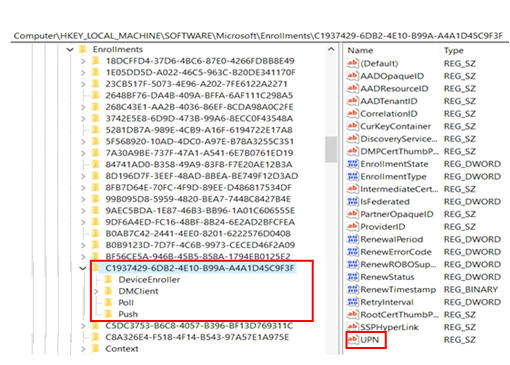 Computer\HKEY_LOCAL_MACHINE\SOFTWARE\Microsoft\Enrollments\C1937429-6DB2-4E10-B99A-A4A1D45C9F3F
Enrollments
18DCFFD4-37D6-4BC6-87E0-4266FDBB8E49
1E05DD5D-A022-46C5-963C-B20DE341170F
23CB517F-5073-4E96-A202-7FE6122A2271
2648BF76-DA4B-409A-BFFA-6AF111C298A5
268C43E1-AA2B-4036-86EF-8CDA98A0C2FE
3742E5E8-6D9D-473B-99A6-8ECC0F43548A
5281DB7A-989E-4CB9-A16F-6194722E17A8
5F568920-10AD-4DC0-A97E-B78A3255C351
7A30A9BE-737F-47A1-A541-6E7B0761ED19
84741AD0-B358-49A9-83F8-F7E20AE12B3A
8D196D7F-3EEF-48AD-8BEA-BE749F12D3AD
8FB7D64E-70FC-4F9D-89EE-D486817534DF
99B095D8-5959-4820-BEA7-7448C8427B4E
9AEC5BDA-1E87-46B3-BB96-1A01C606555E
9DF6A4ED-FC16-48BF-8B24-6E2AD2BFCFEA
B0AB7C42-2441-4EE0-8201-6222576D0408
B0B9123D-7D7F-4C6B-9973-CECED46F2A09
BF56CE5A-946B-45B5-858A-1794EB0125E2
C1937429-6DB2-4E10-B99A-A4A1D45C9F3F
DeviceEnroller
DMClient
Poll
Push
C5DC3753-B6C8-4057-B396-BF13D769311C
C8A326E4-F518-4F14-B543-97A57E1A975E
Context
Name Type
(Default) REG_SZ
AADOpaqueID REG_SZ
AADResourceID REG_SZ
AADTenantID REG_SZ
CorrelationID REG_SZ
CurKeyContainer REG_SZ
DiscoveryService... REG_SZ
DMPCertThumbP... REG_SZ
EnrollmentState REG_DWORD
EnrollmentType REG_DWORD
IntermediateCert... REG_SZ
IsFederated REG_DWORD
PartnerOpaqueID REG_SZ
ProviderID REG_SZ
RenewalPeriod REG_DWORD
RenewErrorCode REG_DWORD
RenewROBOSup... REG_DWORD
RenewStatus REG_DWORD
RenewTimestamp REG_BINARY
RetryInterval REG_DWORD
RootCertThumbP... REG_SZ
SSPHyperLink REG_SZ
UPN REG_SZ